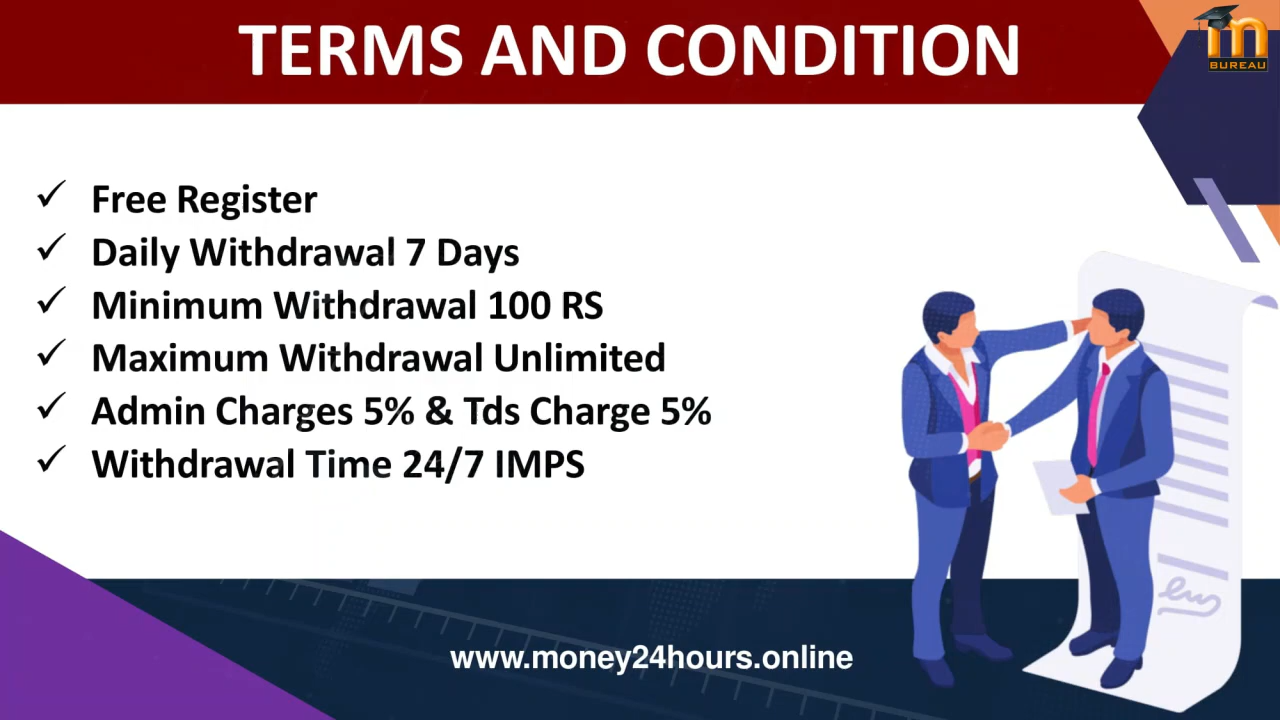 TERMS AND CONDITION
m
BUREAU
✓ Free Register
✓ Daily Withdrawal 7 Days
✓ Minimum Withdrawal 100 RS
✓ Maximum Withdrawal Unlimited
✓ Admin Charges 5% & Tds Charge 5%
✓ Withdrawal Time 24/7 IMPS
www.money24hours.online